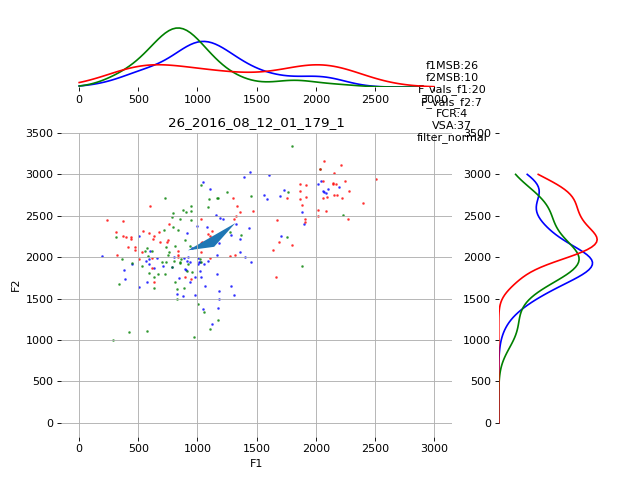 f1MSB:26
f2MSB:10
F_vals_f1:20
F_vals_f2:7
FCR:4
VSA:37
filter_normal
0 500 1000 1500 2000 2500 3000
26_2016_08_12_01_179_1
3500 3500
3000 3000
2500 2500
2000 2000
1500 1500
1000 1000
500 500
0 0
F2
0 500 1000 1500 2000 2500 3000
F1